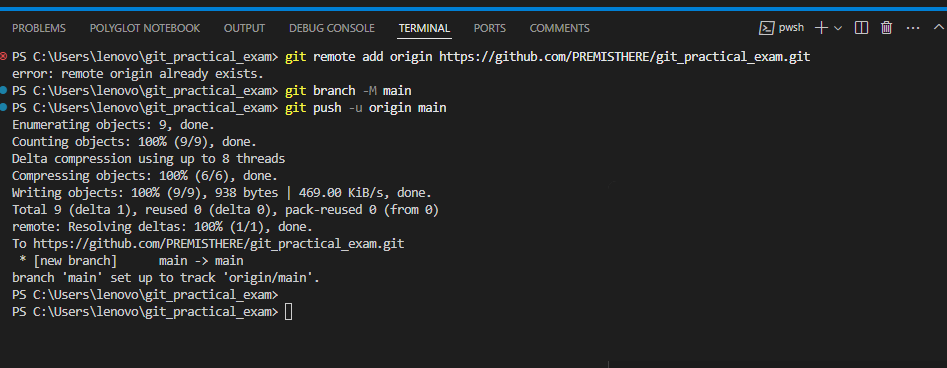 PROBLEMS POLYGLOT NOTEBOOK OUTPUT DEBUG CONSOLE TERMINAL PORTS COMMENTS pwsh
PS C:\Users\lenovo\git_practical_exam> git remote add origin https://github.com/PREMISTHERE/git_practical_exam.git
error: remote origin already exists.
PS C:\Users\lenovo\git_practical_exam> git branch -M main
PS C:\Users\lenovo\git_practical_exam> git push -u origin main
Enumerating objects: 9, done.
Counting objects: 100% (9/9), done.
Delta compression using up to 8 threads
Compressing objects: 100% (6/6), done.
Writing objects: 100% (9/9), 938 bytes | 469.00 KiB/s, done.
Total 9 (delta 1), reused 0 (delta 0), pack-reused 0 (from 0)
remote: Resolving deltas: 100% (1/1), done.
To https://github.com/PREMISTHERE/git_practical_exam.git
 * [new branch]      main -> main
branch 'main' set up to track 'origin/main'.
PS C:\Users\lenovo\git_practical_exam>
PS C:\Users\lenovo\git_practical_exam>